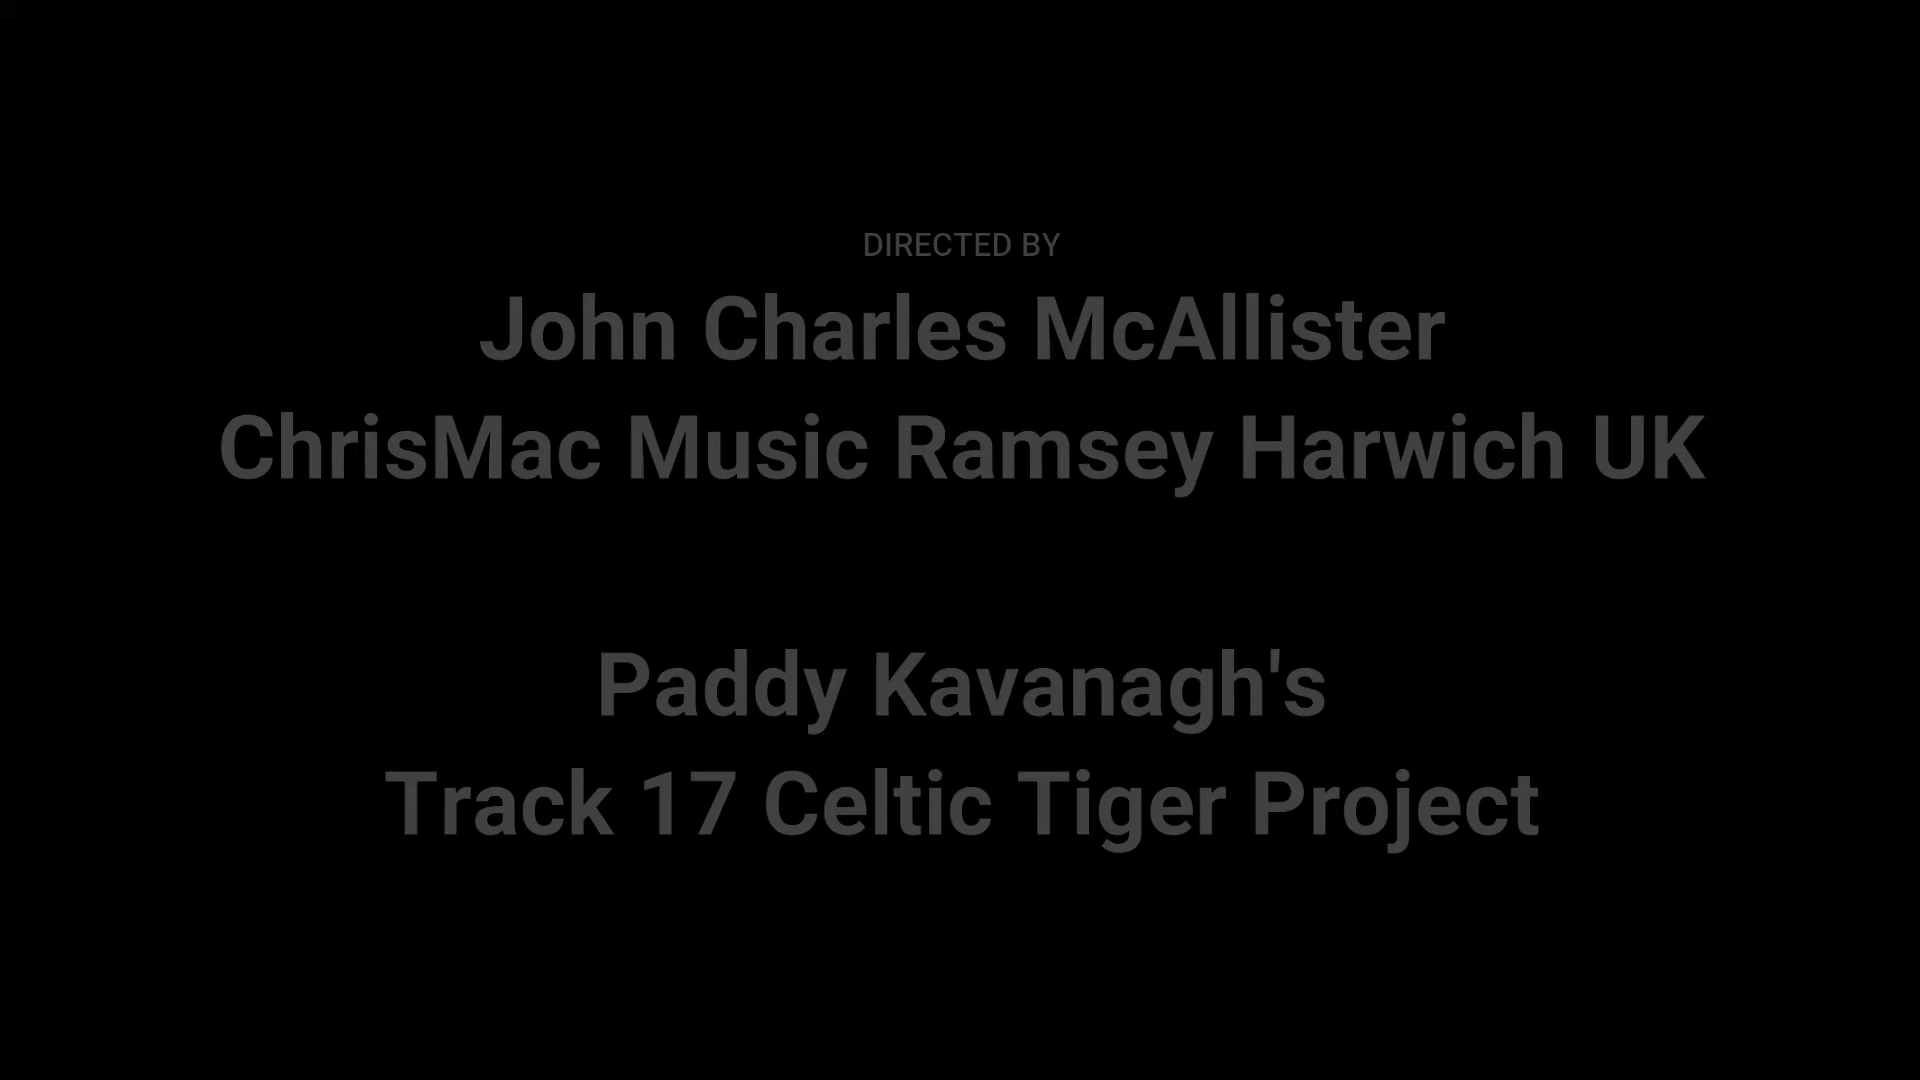 DIRECTED BY
John Charles McAllister
ChrisMac Music Ramsey Harwich UK
Paddy Kavanagh's
Track 17 Celtic Tiger Project